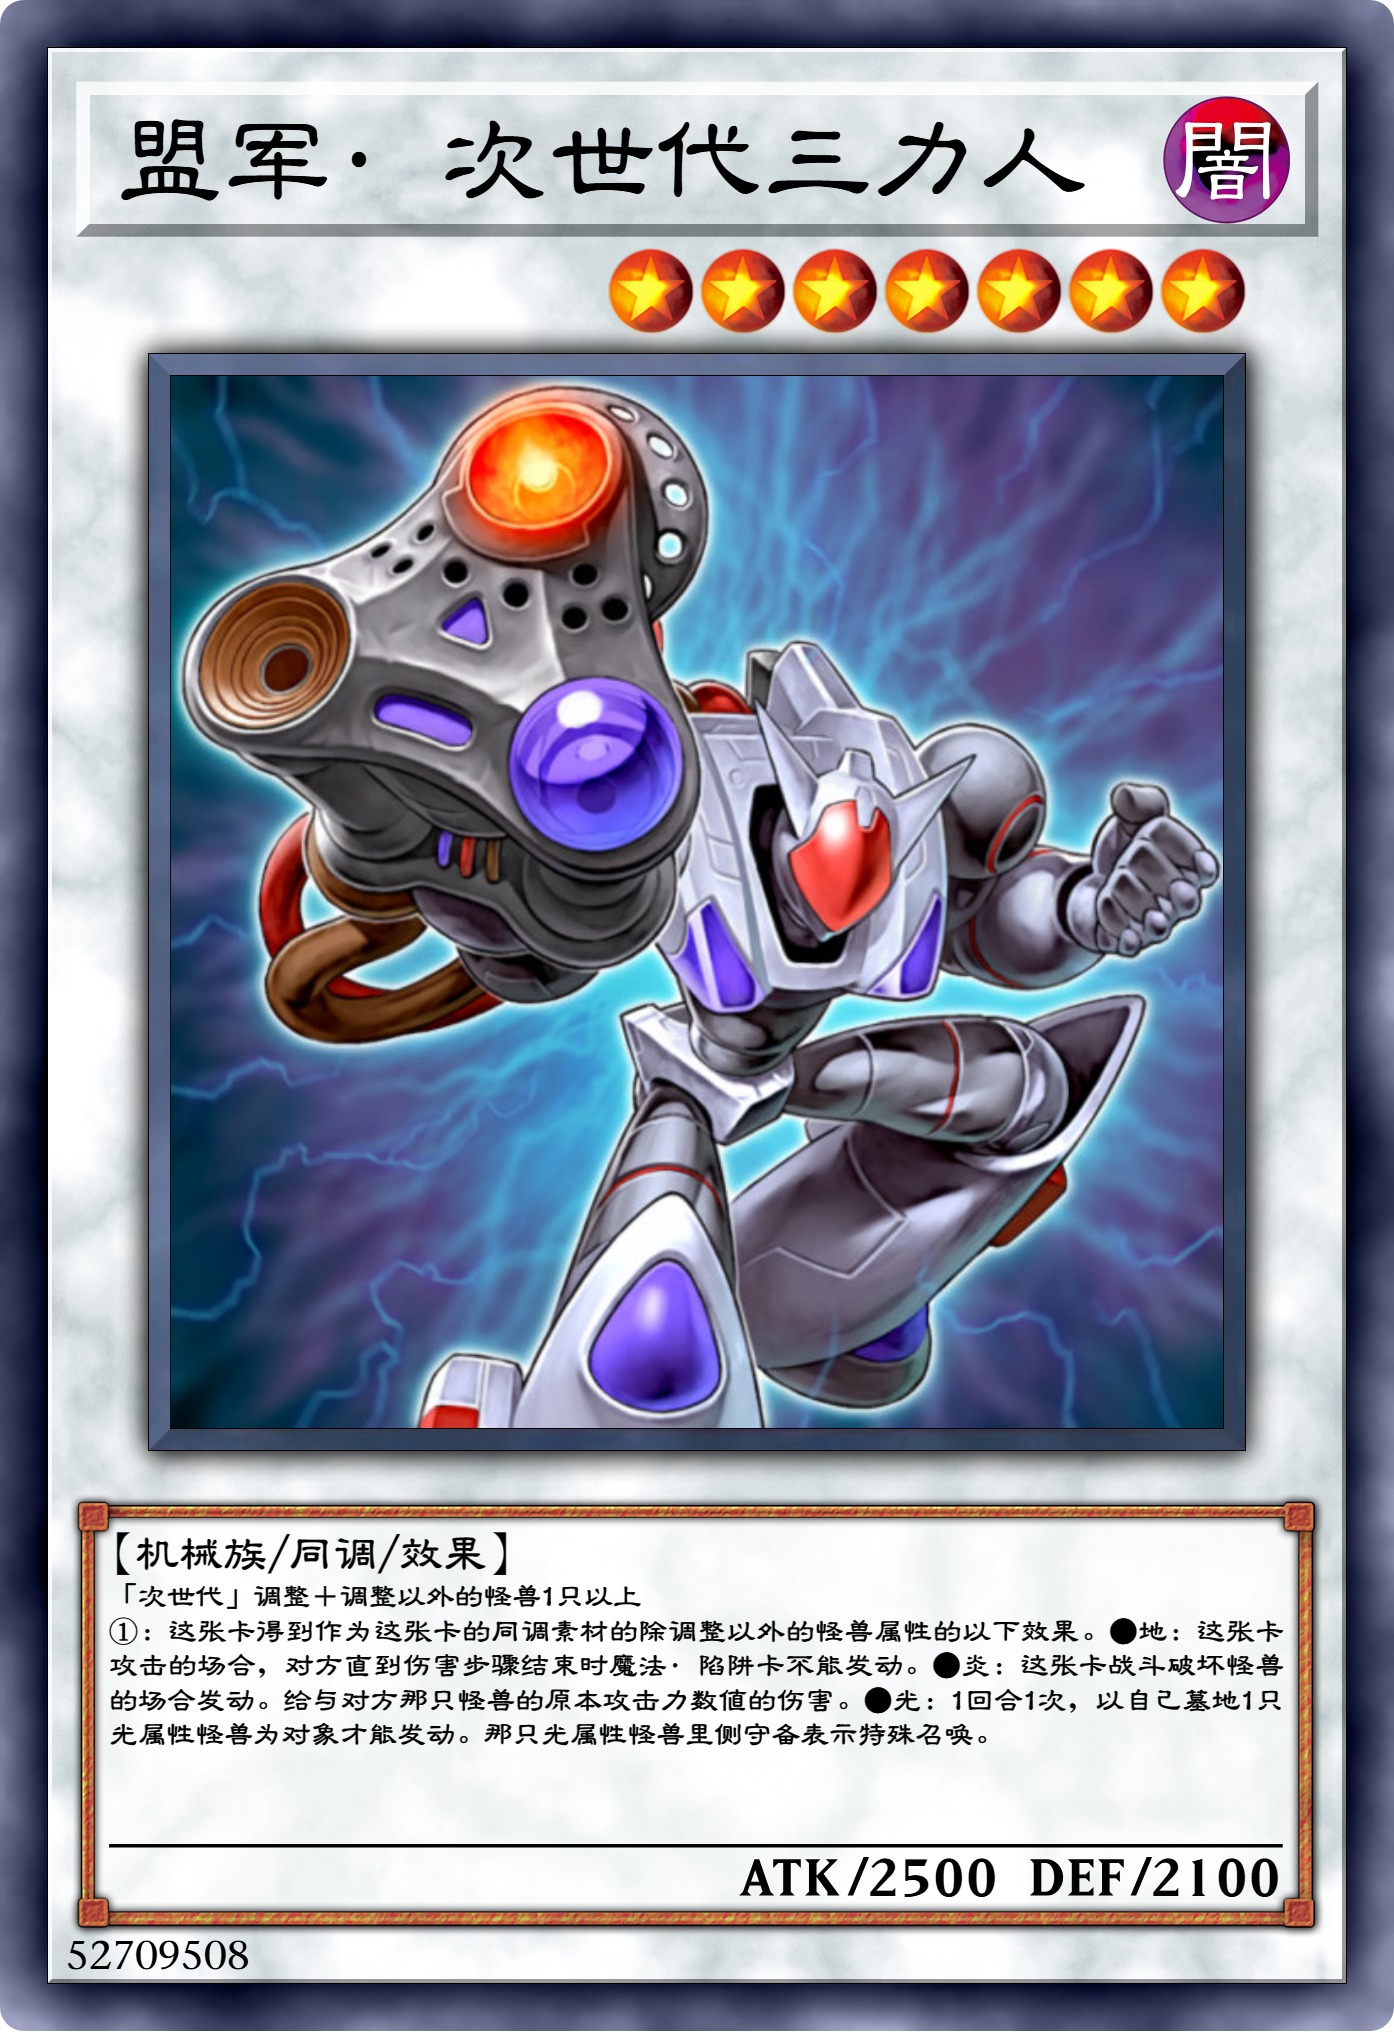 盟军·次世代三力人
闇
【机械族/同调/效果】
「次世代」调整＋调整以外的怪兽1只以上
①：这张卡得到作为这张卡的同调素材的除调整以外的怪兽属性的以下效果。●地：这张卡
攻击的场合，对方直到伤害步骤结束时魔法·陷阱卡不能发动。●炎：这张卡战斗破坏怪兽
的场合发动。给与对方那只怪兽的原本攻击力数值的伤害。●光：1回合1次，以自己墓地1只
光属性怪兽为对象才能发动。那只光属性怪兽里侧守备表示特殊召唤。
ATK/2500 DEF/2100
52709508